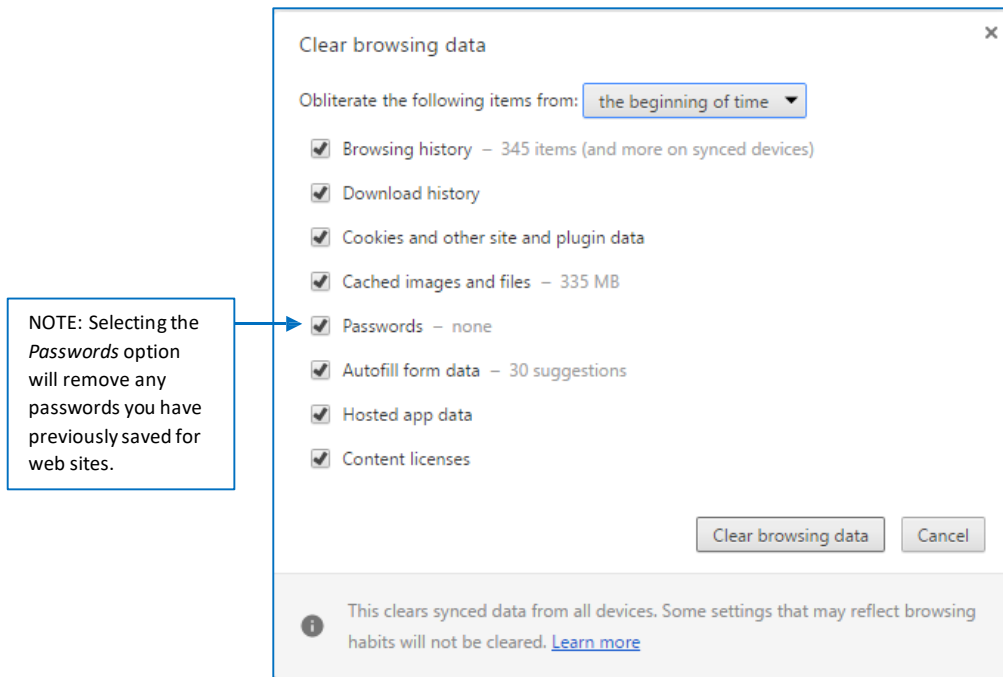 Clear browsing data
×
Obliterate the following items from: the beginning of time
Browsing history – 345 items (and more on synced devices)
Download history
Cookies and other site and plugin data
Cached images and files – 335 MB
NOTE: Selecting the
Passwords option
will remove any
passwords you have
previously saved for
web sites.
Passwords – none
Autofill form data – 30 suggestions
Hosted app data
Content licenses
Clear browsing data Cancel
This clears synced data from all devices. Some settings that may reflect browsing
habits will not be cleared. Learn more